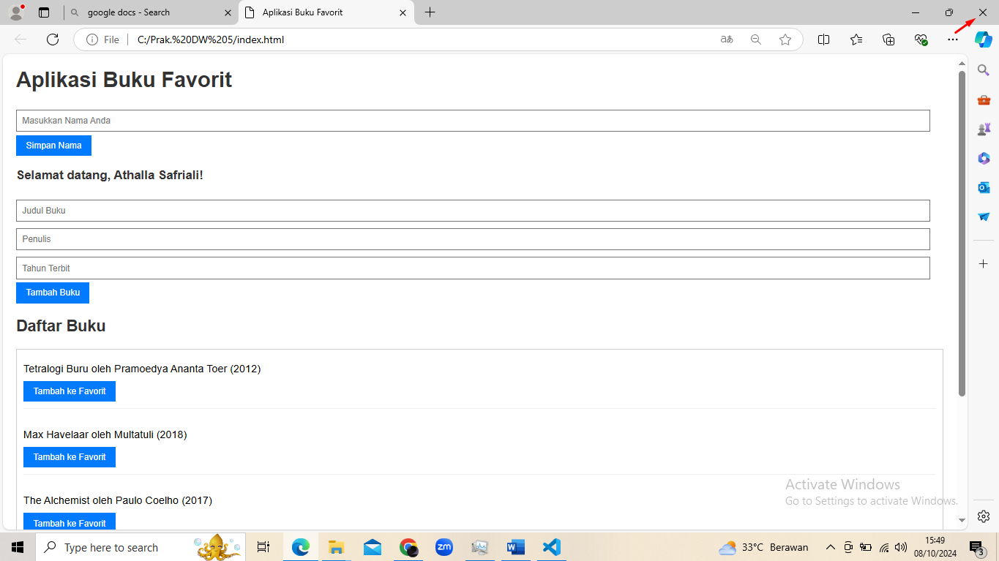 google docs - Search
Aplikasi Buku Favorit
File
C:/Prak.%20DW%205/index.html
aあ
Aplikasi Buku Favorit
Masukkan Nama Anda
Simpan Nama
Selamat datang, Athalla Safriali!
Judul Buku
Penulis
Tahun Terbit
Tambah Buku
Daftar Buku
Tetralogi Buru oleh Pramoedya Ananta Toer (2012)
Tambah ke Favorit
Max Havelaar oleh Multatuli (2018)
Tambah ke Favorit
The Alchemist oleh Paulo Coelho (2017)
Tambah ke Favorit
Activate Windows
Go to Settings to activate Windows.
Type here to search
zm
33°C Berawan
15:49
08/10/2024
3